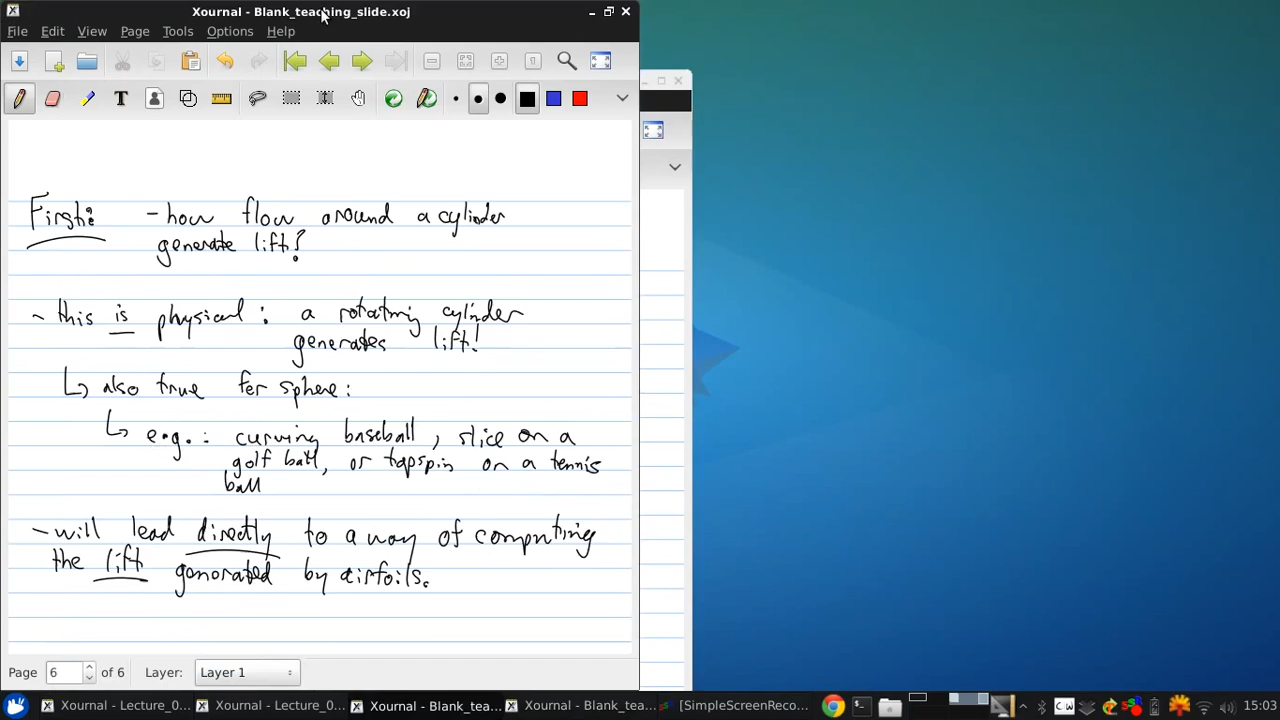 Xournal - Blank_teaching_slide.xoj
File Edit View Page Tools Options Help
First: - how flow around a cylinder
generate lift?
- this is physical : a rotating cylinder
generates lift!
↳ also true for sphere:
↳ e.g. : curving baseball, slice on a
golf ball, or topspin on a tennis
ball
- will lead directly to a way of computing
the lift generated by airfoils.
Page 6 of 6 Layer: Layer 1
Xournal - Lecture_0... Xournal - Lecture_0... Xournal - Blank_tea... Xournal - Blank_tea... [SimpleScreenReco... 15:03